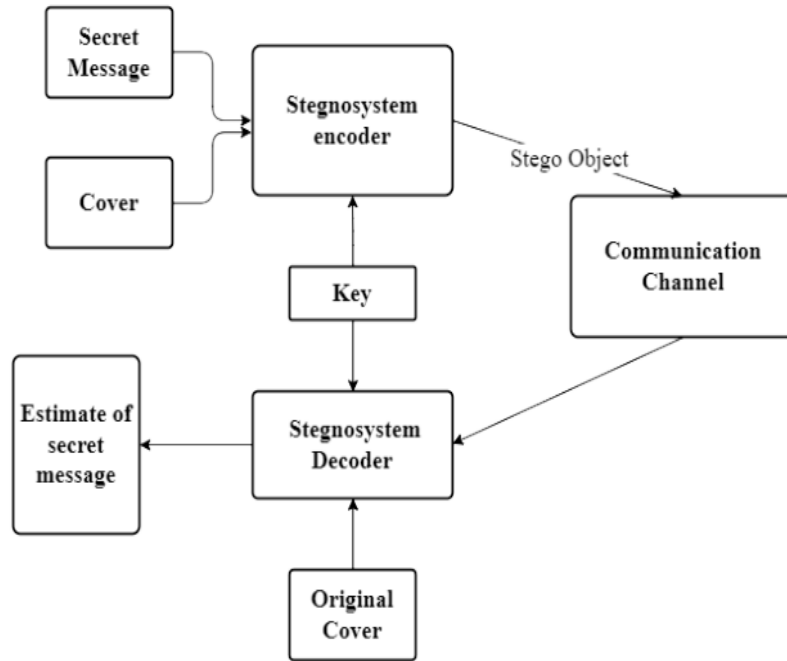 Secret
Message
Stegnosystem
encoder
Stego Object
Cover
Communication
Channel
Key
Estimate of
secret
message
Stegnosystem
Decoder
Original
Cover